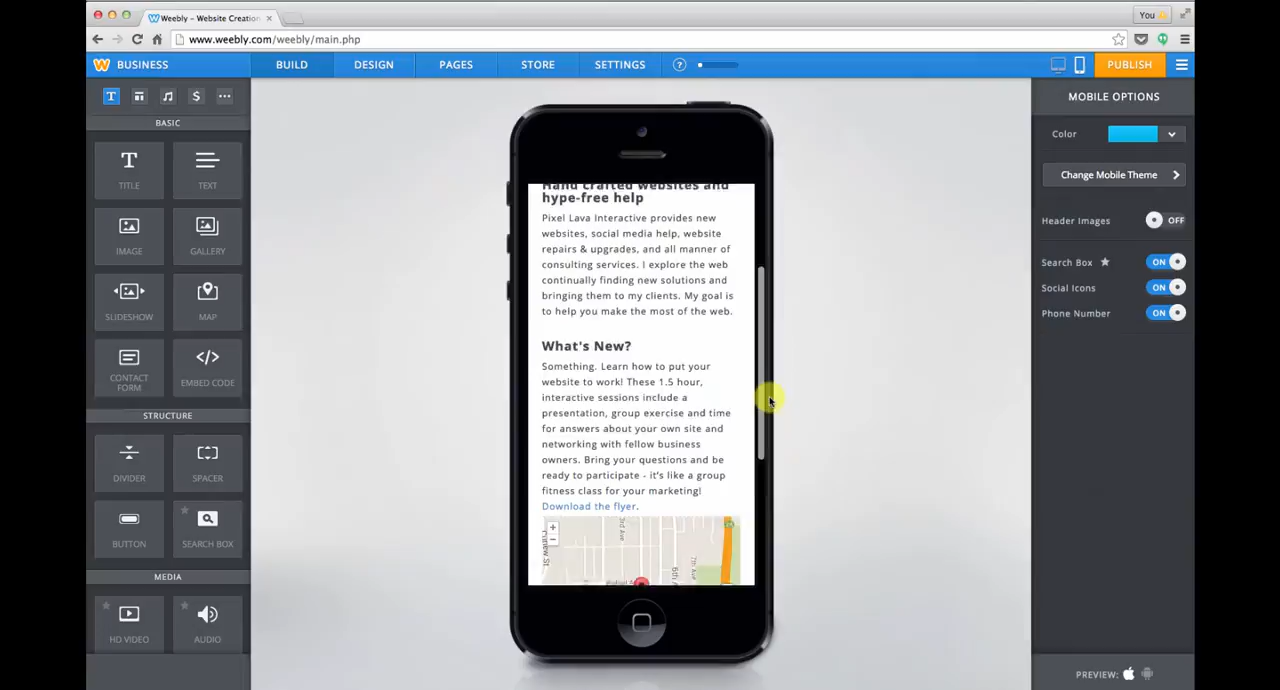 Weebly - Website Creation
You
www.weebly.com/weebly/main.php
BUSINESS
BUILD
DESIGN
PAGES
STORE
SETTINGS
?
PUBLISH
T
$
BASIC
T
TITLE
TEXT
IMAGE
GALLERY
SLIDESHOW
MAP
CONTACT
FORM
</>
EMBED CODE
STRUCTURE
DIVIDER
SPACER
BUTTON
SEARCH BOX
MEDIA
HD VIDEO
AUDIO
Hand crafted websites and
hype-free help
Pixel Lava Interactive provides new
websites, social media help, website
repairs & upgrades, and all manner of
consulting services. I explore the web
continually finding new solutions and
bringing them to my clients. My goal is
to help you make the most of the web.
What's New?
Something. Learn how to put your
website to work! These 1.5 hour,
interactive sessions include a
presentation, group exercise and time
for answers about your own site and
networking with fellow business
owners. Bring your questions and be
ready to participate - it's like a group
fitness class for your marketing!
Download the flyer.
+
−
3rd Ave
6th A
7th A
MOBILE OPTIONS
Color
Change Mobile Theme
Header Images
OFF
Search Box
ON
Social Icons
ON
Phone Number
ON
PREVIEW: